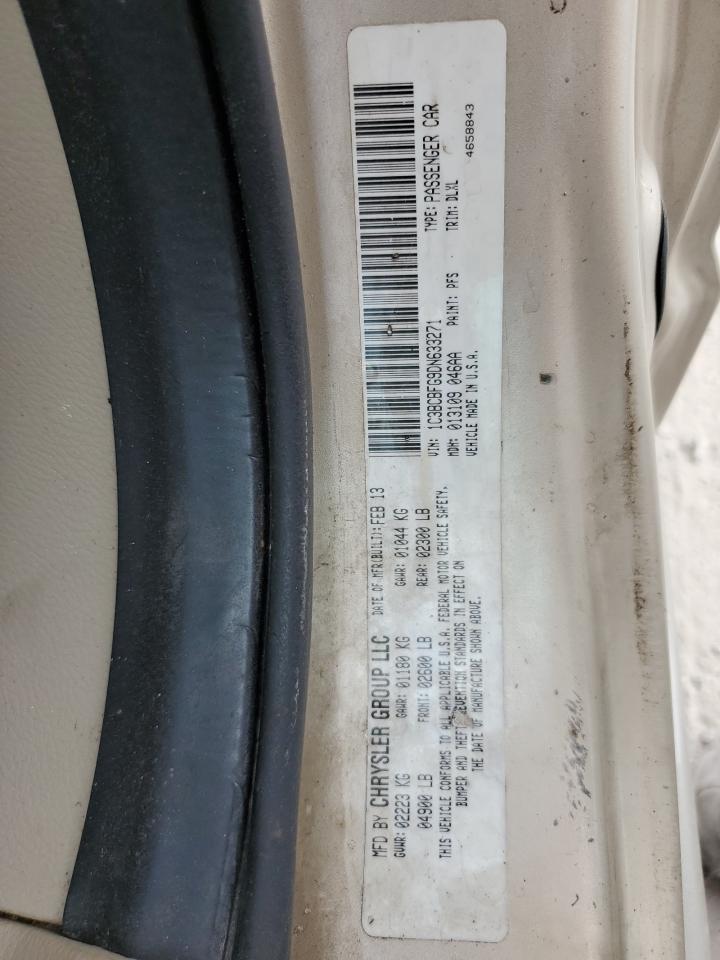 MFD BY CHRYSLER GROUP LLC DATE OF MFR(BUILT): FEB 13
GVWR: 02223 KG GAWR: 01180 KG GAWR: 01044 KG
04900 LB FRONT: 02600 LB REAR: 02300 LB
THIS VEHICLE CONFORMS TO ALL APPLICABLE U.S.A. FEDERAL MOTOR VEHICLE SAFETY,
BUMPER AND THEFT PREVENTION STANDARDS IN EFFECT ON
THE DATE OF MANUFACTURE SHOWN ABOVE.
VIN: 1C3BCBFG9DN633271 TYPE: PASSENGER CAR
MDH: 013109 046AA PAINT: PFS TRIM: DLXL
VEHICLE MADE IN U.S.A.
4658843